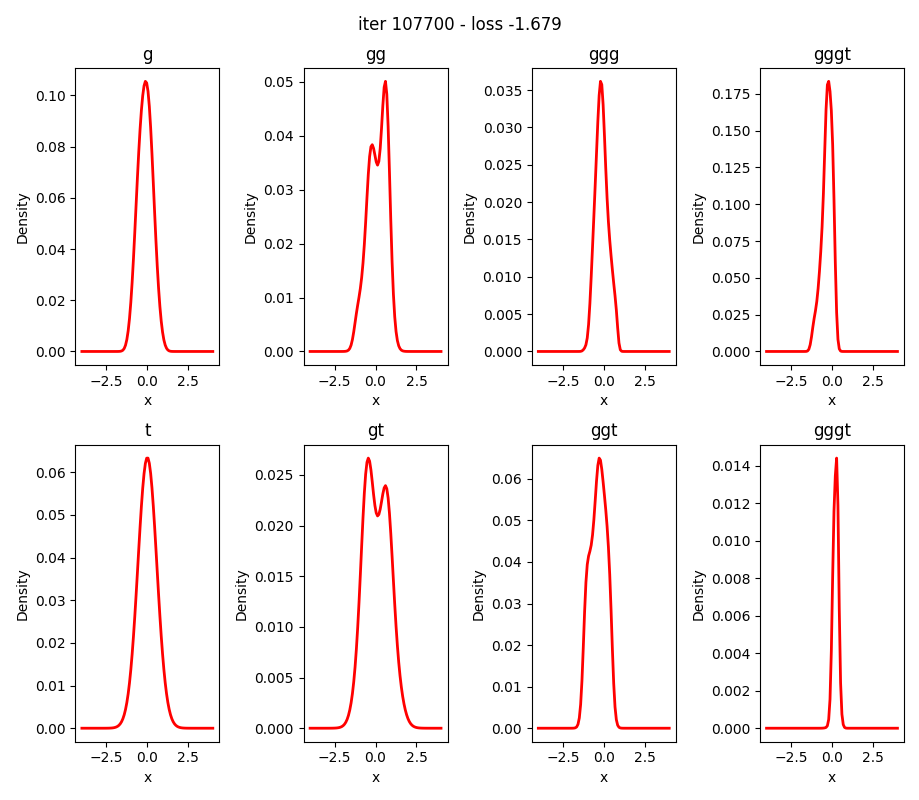 iter 107700 - loss -1.679
g
gg
ggg
gggt
0.10
0.08
0.06
0.04
0.02
0.00
Density
−2.5 0.0 2.5
x
0.05
0.04
0.03
0.02
0.01
0.00
Density
−2.5 0.0 2.5
x
0.035
0.030
0.025
0.020
0.015
0.010
0.005
0.000
Density
−2.5 0.0 2.5
x
0.175
0.150
0.125
0.100
0.075
0.050
0.025
0.000
Density
−2.5 0.0 2.5
x
t
gt
ggt
gggt
0.06
0.05
0.04
0.03
0.02
0.01
0.00
Density
−2.5 0.0 2.5
x
0.025
0.020
0.015
0.010
0.005
0.000
Density
−2.5 0.0 2.5
x
0.06
0.05
0.04
0.03
0.02
0.01
0.00
Density
−2.5 0.0 2.5
x
0.014
0.012
0.010
0.008
0.006
0.004
0.002
0.000
Density
−2.5 0.0 2.5
x